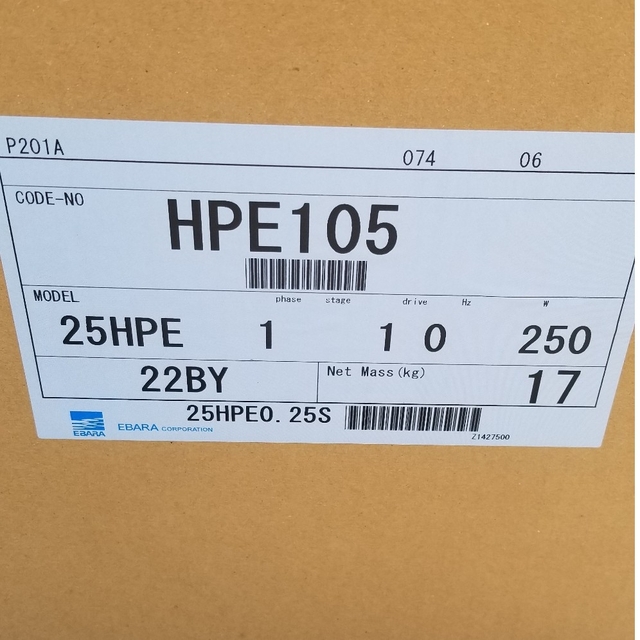 P201A 074 06
CODE-NO HPE105
MODEL phase stage drive Hz W
25HPE 1 1 0 250
22BY Net Mass(kg) 17
25HPE0.25S
EBARA EBARA CORPORATION Z1427500